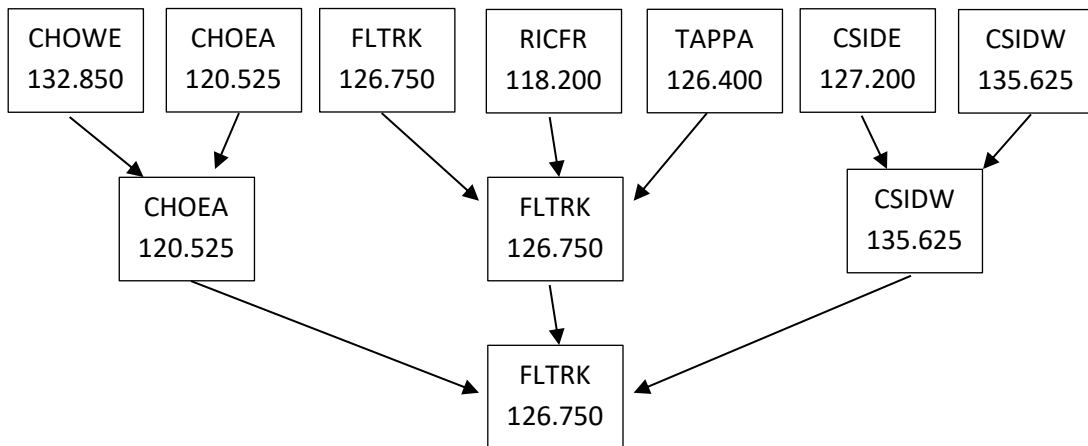 CHOWE
132.850
CHOEA
120.525
FLTRK
126.750
RICFR
118.200
TAPPA
126.400
CSIDE
127.200
CSIDW
135.625
CHOEA
120.525
FLTRK
126.750
CSIDW
135.625
FLTRK
126.750